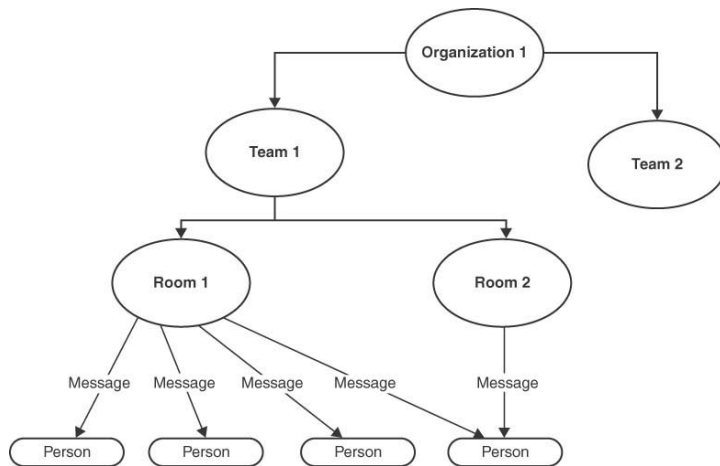 Organization 1
Team 1
Team 2
Room 1
Room 2
Message
Message
Message
Message
Message
Person
Person
Person
Person